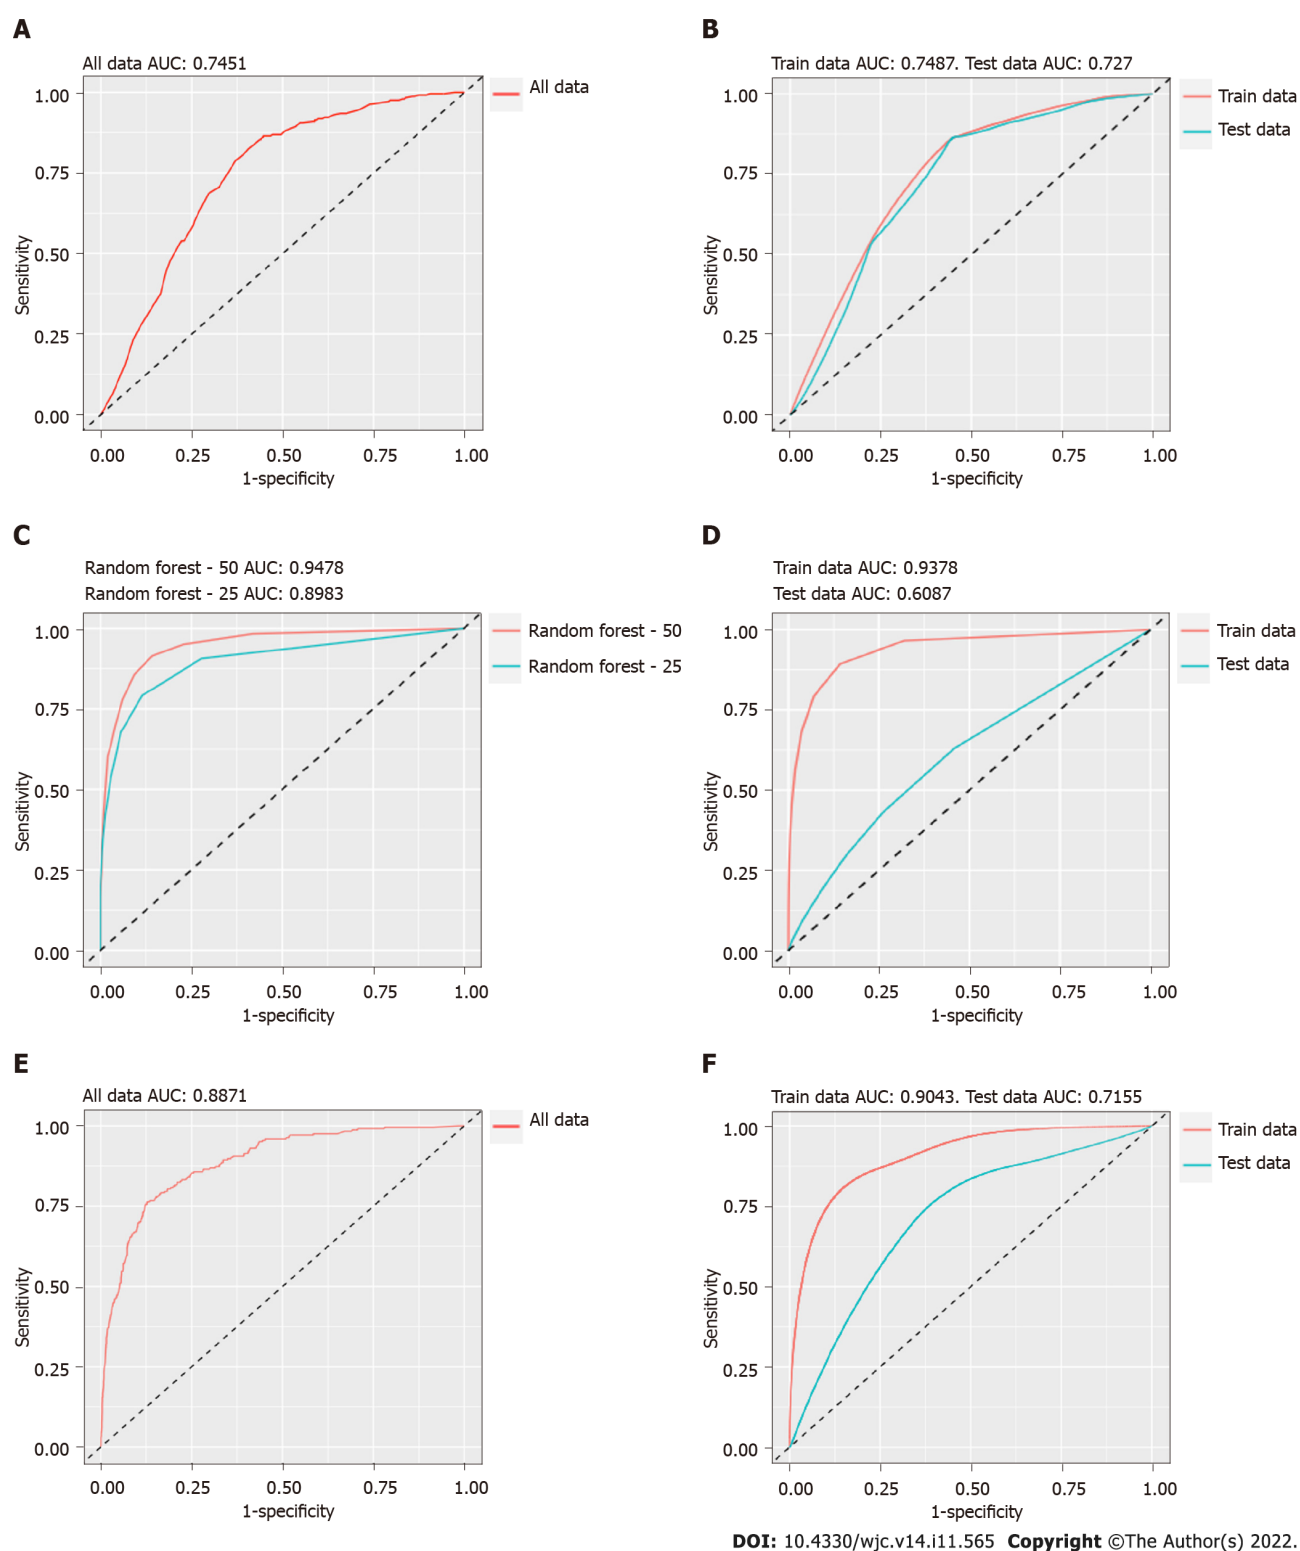 A
All data AUC: 0.7451
All data
1.00
0.75
0.50
0.25
0.00
Sensitivity
0.00 0.25 0.50 0.75 1.00
1-specificity
B
Train data AUC: 0.7487. Test data AUC: 0.727
Train data
Test data
1.00
0.75
0.50
0.25
0.00
Sensitivity
0.00 0.25 0.50 0.75 1.00
1-specificity
C
Random forest - 50 AUC: 0.9478
Random forest - 25 AUC: 0.8983
Random forest - 50
Random forest - 25
1.00
0.75
0.50
0.25
0.00
Sensitivity
0.00 0.25 0.50 0.75 1.00
1-specificity
D
Train data AUC: 0.9378
Test data AUC: 0.6087
Train data
Test data
1.00
0.75
0.50
0.25
0.00
Sensitivity
0.00 0.25 0.50 0.75 1.00
1-specificity
E
All data AUC: 0.8871
All data
1.00
0.75
0.50
0.25
0.00
Sensitivity
0.00 0.25 0.50 0.75 1.00
1-specificity
F
Train data AUC: 0.9043. Test data AUC: 0.7155
Train data
Test data
1.00
0.75
0.50
0.25
0.00
Sensitivity
0.00 0.25 0.50 0.75 1.00
1-specificity
DOI: 10.4330/wjc.v14.i11.565 Copyright ©The Author(s) 2022.